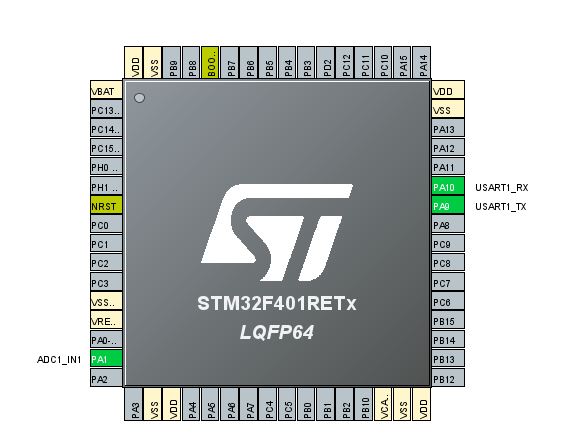 VDD VSS PB9 PB8 BOO.. PB7 PB6 PB5 PB4 PB3 PD2 PC12 PC11 PC10 PA15 PA14
VBAT
PC13..
PC14..
PC15..
PH0 ..
PH1 ..
NRST
PC0
PC1
PC2
PC3
VSS..
VRE..
PA0-..
ADC1_IN1 PA1
PA2
ST
STM32F401RETx
LQFP64
VDD
VSS
PA13
PA12
PA11
PA10 USART1_RX
PA9 USART1_TX
PA8
PC9
PC8
PC7
PC6
PB15
PB14
PB13
PB12
PA3 VSS VDD PA4 PA5 PA6 PA7 PC4 PC5 PB0 PB1 PB2 PB10 VCA.. VSS VDD